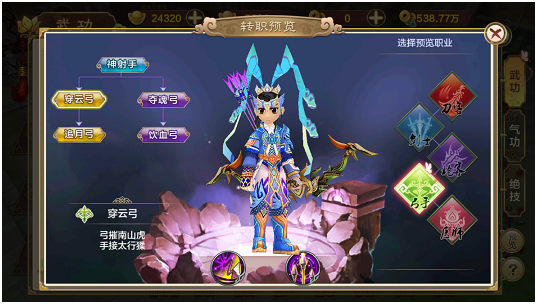 武功
24320
0
538.77万
转职预览
选择预览职业
神射手
穿云弓
夺魂弓
追月弓
饮血弓
刀客
剑士
弓手
医师
武功
气功
绝技
穿云弓
弓摧南山虎
手接太行猱
?